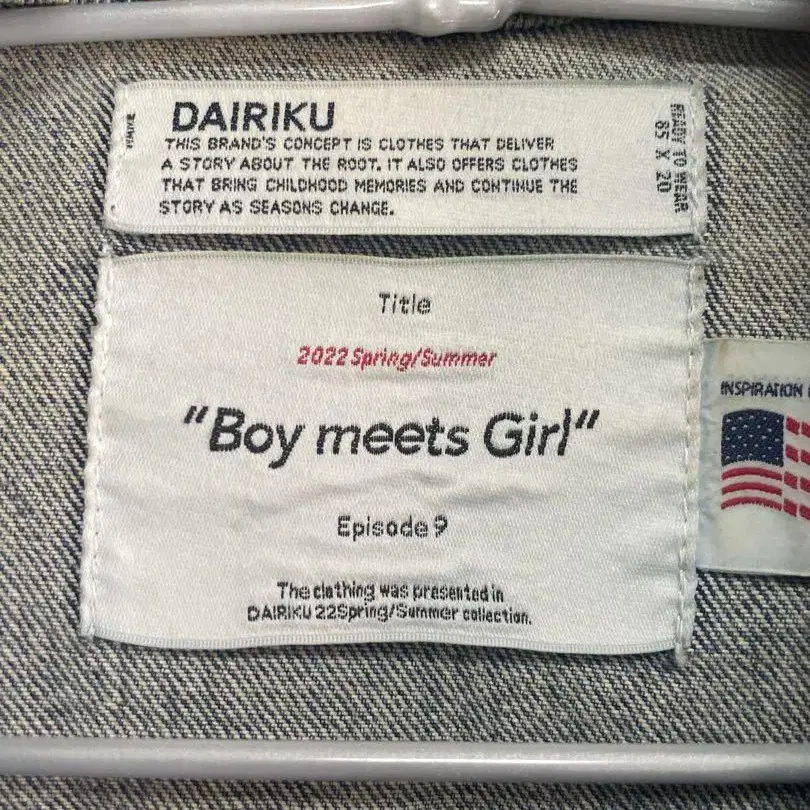 DAIRIKU
THIS BRAND'S CONCEPT IS CLOTHES THAT DELIVER
A STORY ABOUT THE ROOT. IT ALSO OFFERS CLOTHES
THAT BRING CHILDHOOD MEMORIES AND CONTINUE THE
STORY AS SEASONS CHANGE.
READY TO WEAR
85 X 20
Title
2022 Spring/Summer
"Boy meets Girl"
Episode 9
The clothing was presented in
DAIRIKU 22Spring/Summer collection.
INSPIRATION